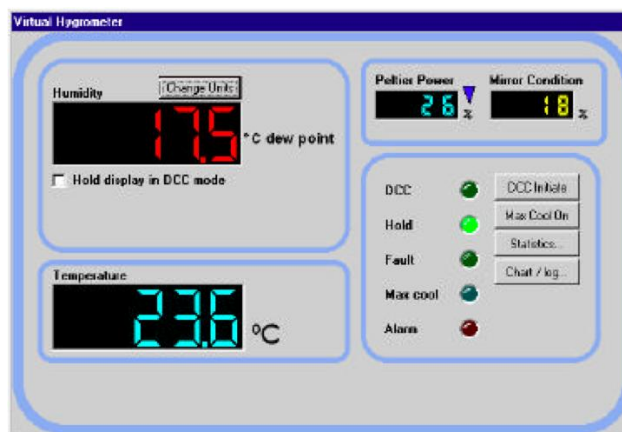 Virtual Hygrometer
Humidity
Change Units
17.5 °C dew point
Hold display in DCC mode
Temperature
23.6 °C
Peltier Power
26 %
Mirror Condition
18 %
DCC
DCC Initiate
Hold
Max Cool On
Fault
Statistics...
Chart / log...
Max cool
Alarm